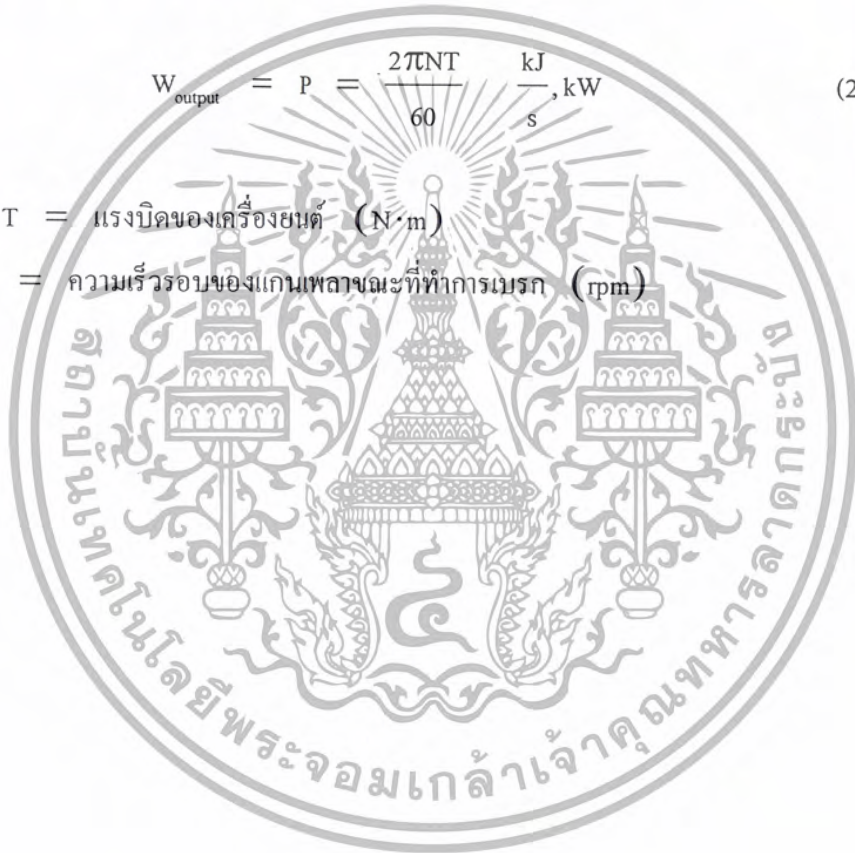 W_output = P = 2πNT / 60 kJ / s , kW (2
T = แรงบิดของเครื่องยนต์ (N·m)
= ความเร็วรอบของแกนเพลาขณะที่ทำการเบรก (rpm)
๔
สถาบันเทคโนโลยีพระจอมเกล้าเจ้าคุณทหารลาดกระบัง